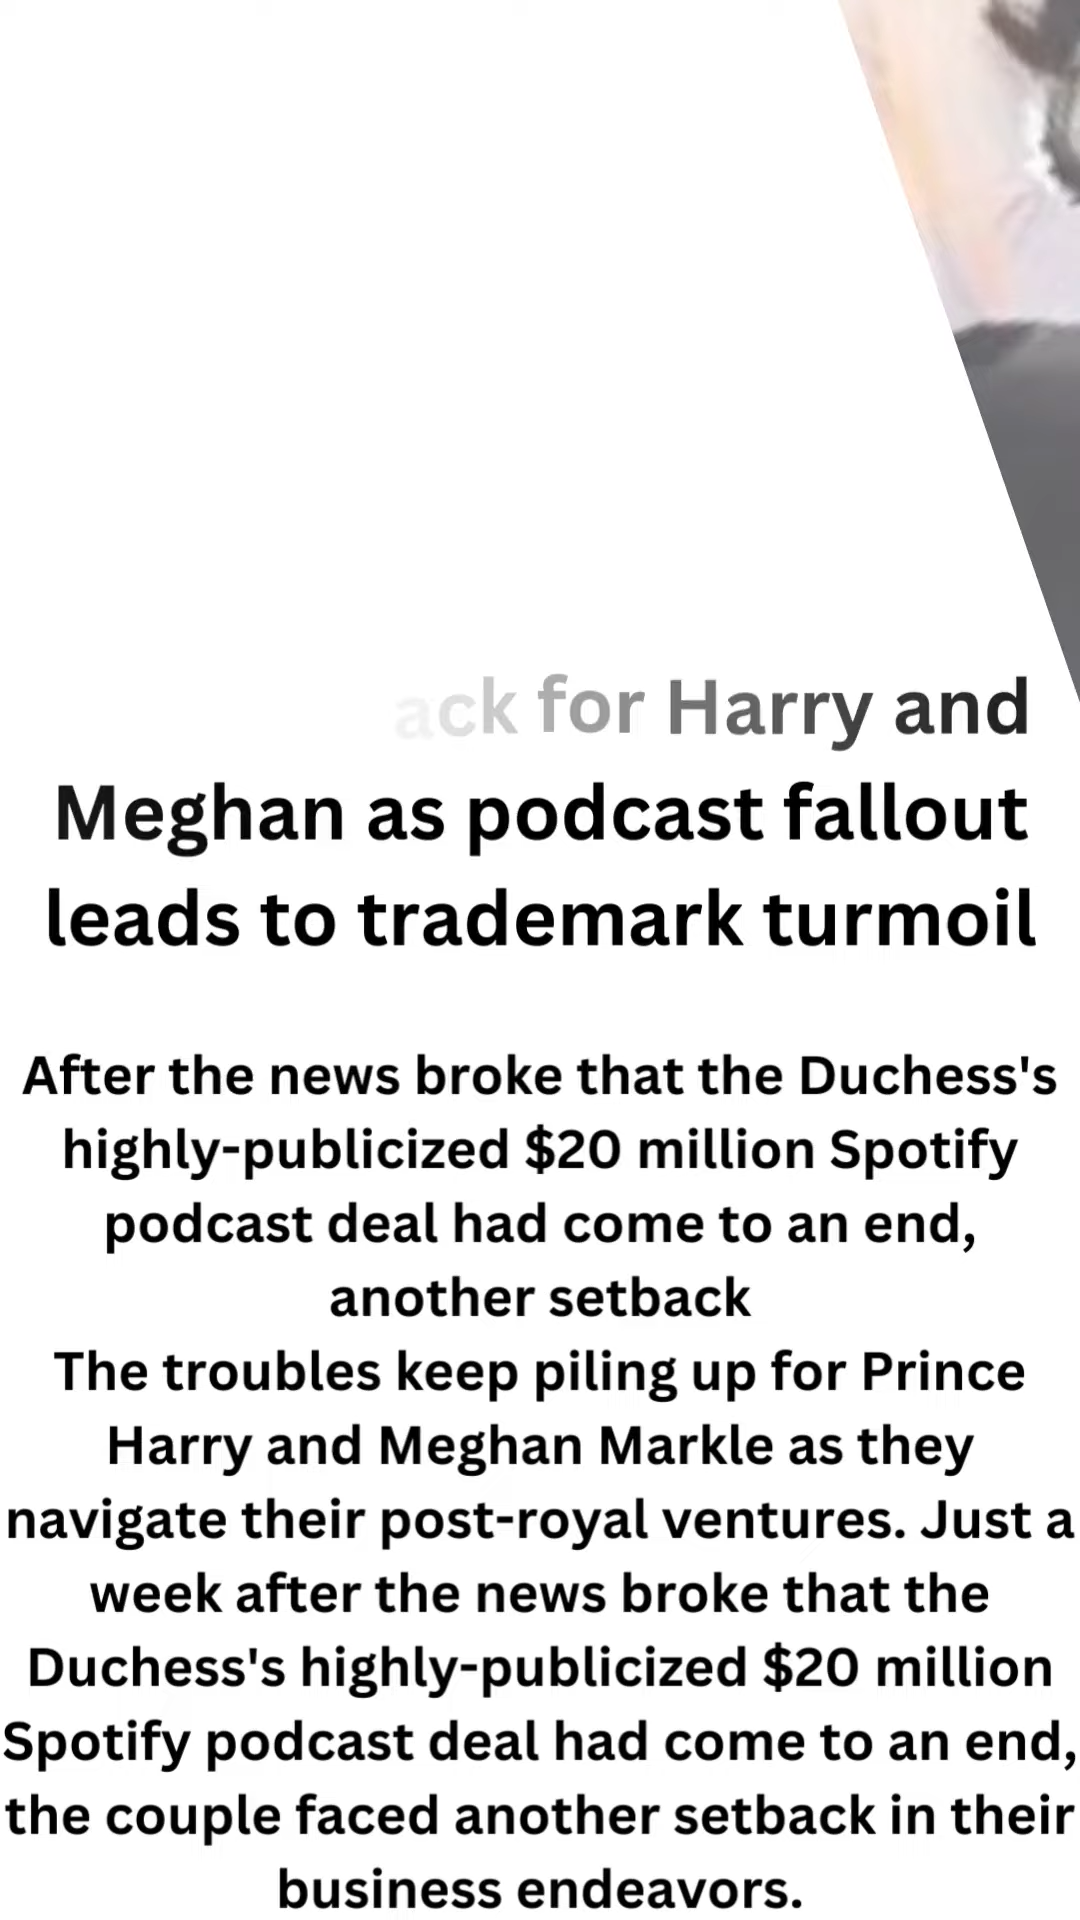 ack for Harry and
Meghan as podcast fallout
leads to trademark turmoil
After the news broke that the Duchess's
highly-publicized $20 million Spotify
podcast deal had come to an end,
another setback
The troubles keep piling up for Prince
Harry and Meghan Markle as they
navigate their post-royal ventures. Just a
week after the news broke that the
Duchess's highly-publicized $20 million
Spotify podcast deal had come to an end,
the couple faced another setback in their
business endeavors.